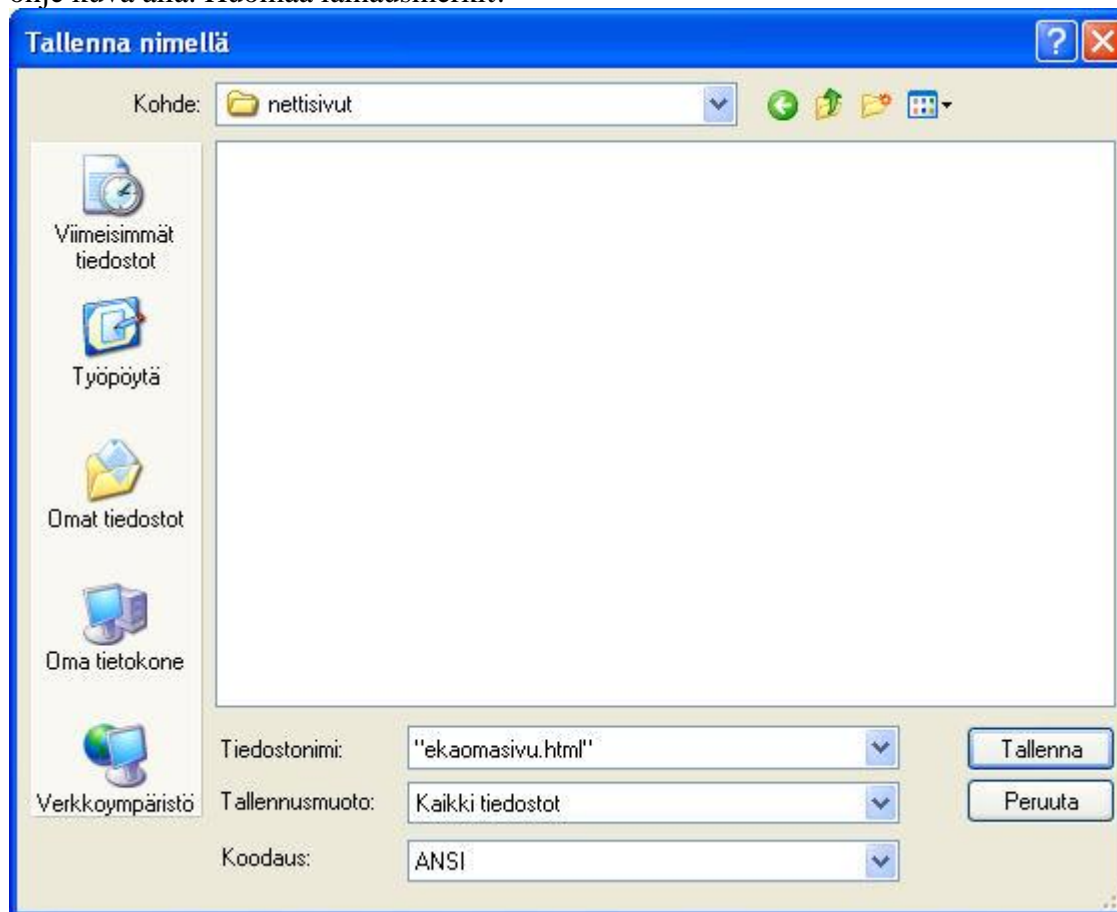 Tallenna nimellä
Kohde: nettisivut
Viimeisimmät
tiedostot
Työpöytä
Omat tiedostot
Oma tietokone
Verkkoympäristö
Tiedostonimi: "ekaomasivu.html" Tallenna
Tallennusmuoto: Kaikki tiedostot Peruuta
Koodaus: ANSI